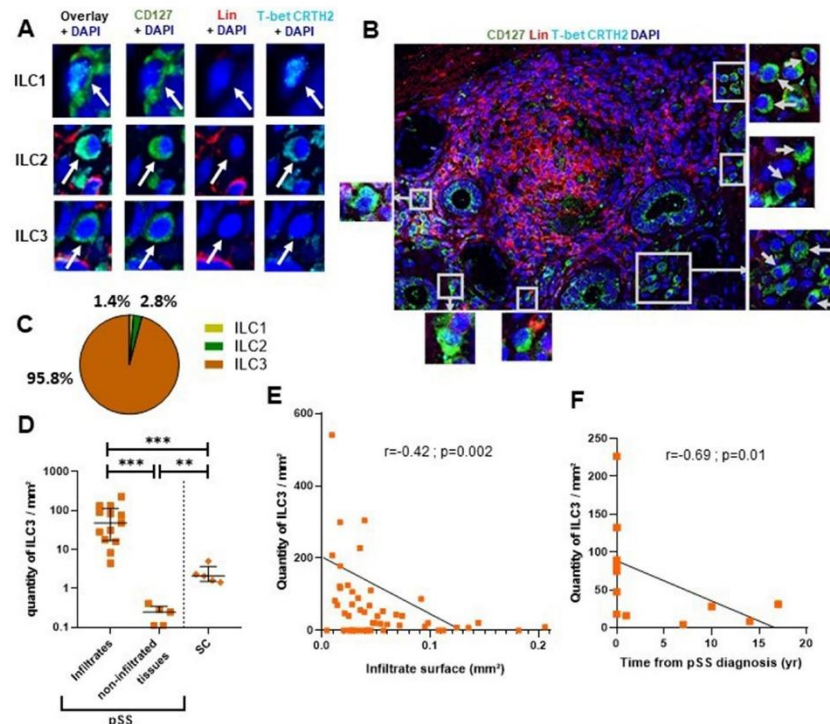 A
Overlay CD127 Lin T-bet CRTH2
+ DAPI + DAPI + DAPI + DAPI
ILC1
ILC2
ILC3
B
CD127 Lin T-bet CRTH2 DAPI
C
1.4% 2.8%
95.8%
ILC1
ILC2
ILC3
D
***
*** **
quantity of ILC3 / mm²
1000
100
10
1
0.1
Infiltrates
non-infiltrated
tissues
SC
pSS
E
r=-0.42 ; p=0.002
Quantity of ILC3 / mm²
600
400
200
0
0.0 0.1 0.2
Infiltrate surface (mm²)
F
r=-0.69 ; p=0.01
Quantity of ILC3 / mm²
250
200
150
100
50
0
0 5 10 15 20
Time from pSS diagnosis (yr)